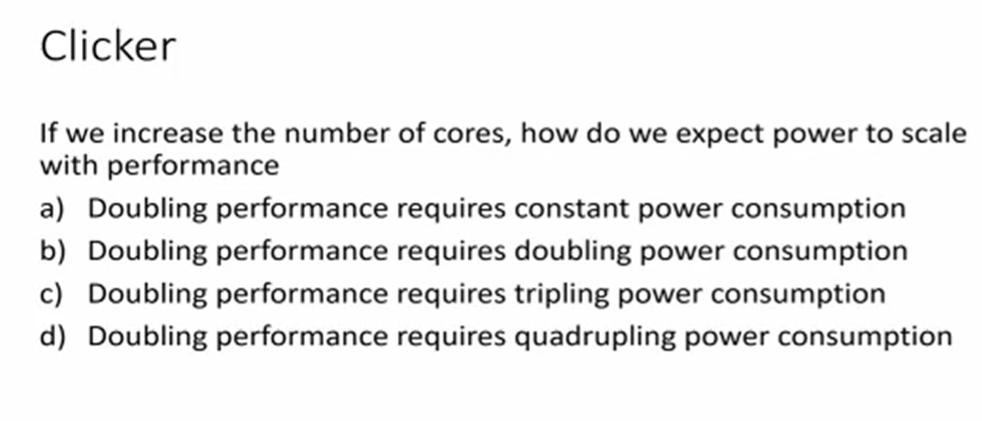 Clicker
If we increase the number of cores, how do we expect power to scale
with performance
a) Doubling performance requires constant power consumption
b) Doubling performance requires doubling power consumption
c) Doubling performance requires tripling power consumption
d) Doubling performance requires quadrupling power consumption